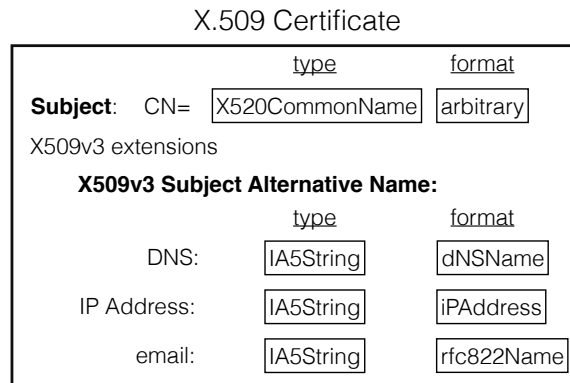 X.509 Certificate
type format
Subject: CN= X520CommonName arbitrary
X509v3 extensions
X509v3 Subject Alternative Name:
type format
DNS: IA5String dNSName
IP Address: IA5String iPAddress
email: IA5String rfc822Name